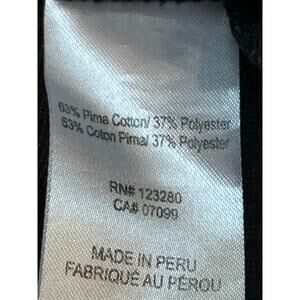 63% Pima Cotton/ 37% Polyester
63% Coton Pima/ 37% Polyester
RN# 123280
CA# 07099
MADE IN PERU
FABRIQUÉ AU PÉROU